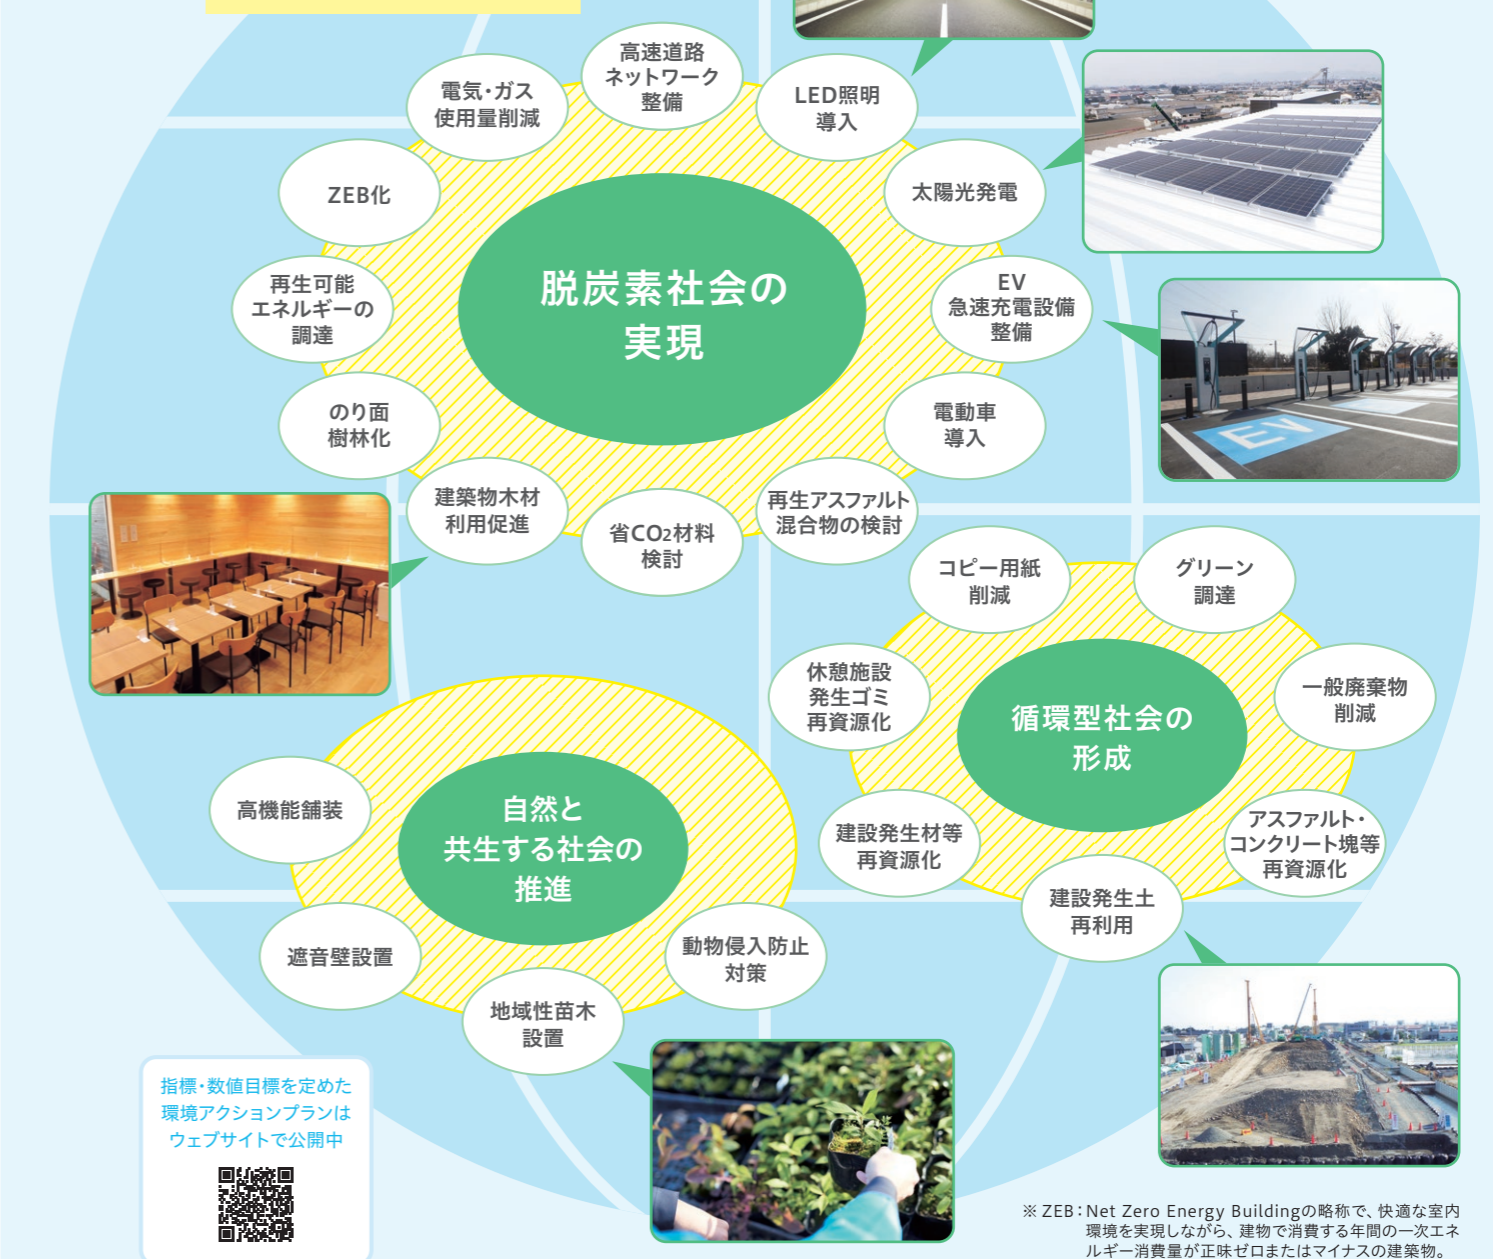 高速道路
ネットワーク
整備
電気・ガス
使用量削減
LED照明
導入
ZEB化
太陽光発電
脱炭素社会の
実現
再生可能
エネルギーの
調達
EV
急速充電設備
整備
EV
のり面
樹林化
電動車
導入
建築物木材
利用促進
省CO2材料
検討
再生アスファルト
混合物の検討
コピー用紙
削減
グリーン
調達
休憩施設
発生ゴミ
再資源化
循環型社会の
形成
一般廃棄物
削減
建設発生材等
再資源化
アスファルト・
コンクリート塊等
再資源化
建設発生土
再利用
自然と
共生する社会の
推進
高機能舗装
遮音壁設置
動物侵入防止
対策
地域性苗木
設置
指標・数値目標を定めた
環境アクションプランは
ウェブサイトで公開中
※ ZEB：Net Zero Energy Buildingの略称で、快適な室内
環境を実現しながら、建物で消費する年間の一次エネ
ルギー消費量が正味ゼロまたはマイナスの建築物。